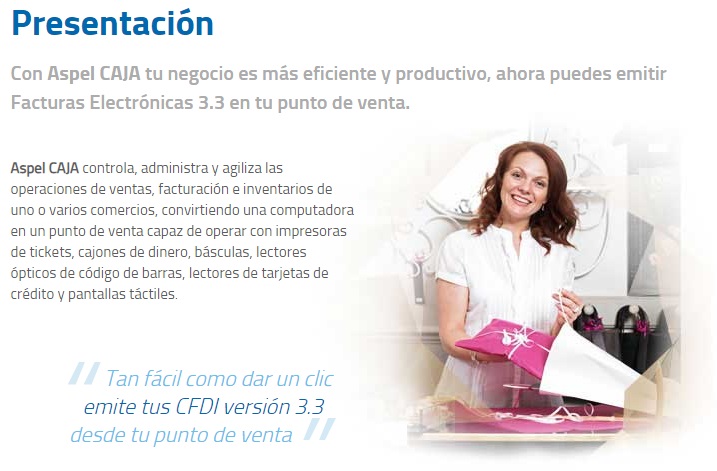 Presentación
Con Aspel CAJA tu negocio es más eficiente y productivo, ahora puedes emitir
Facturas Electrónicas 3.3 en tu punto de venta.
Aspel CAJA controla, administra y agiliza las
operaciones de ventas, facturación e inventarios de
uno o varios comercios, convirtiendo una computadora
en un punto de venta capaz de operar con impresoras
de tickets, cajones de dinero, básculas, lectores
ópticos de código de barras, lectores de tarjetas de
crédito y pantallas táctiles.
" Tan fácil como dar un clic
emite tus CFDI versión 3.3
desde tu punto de venta "